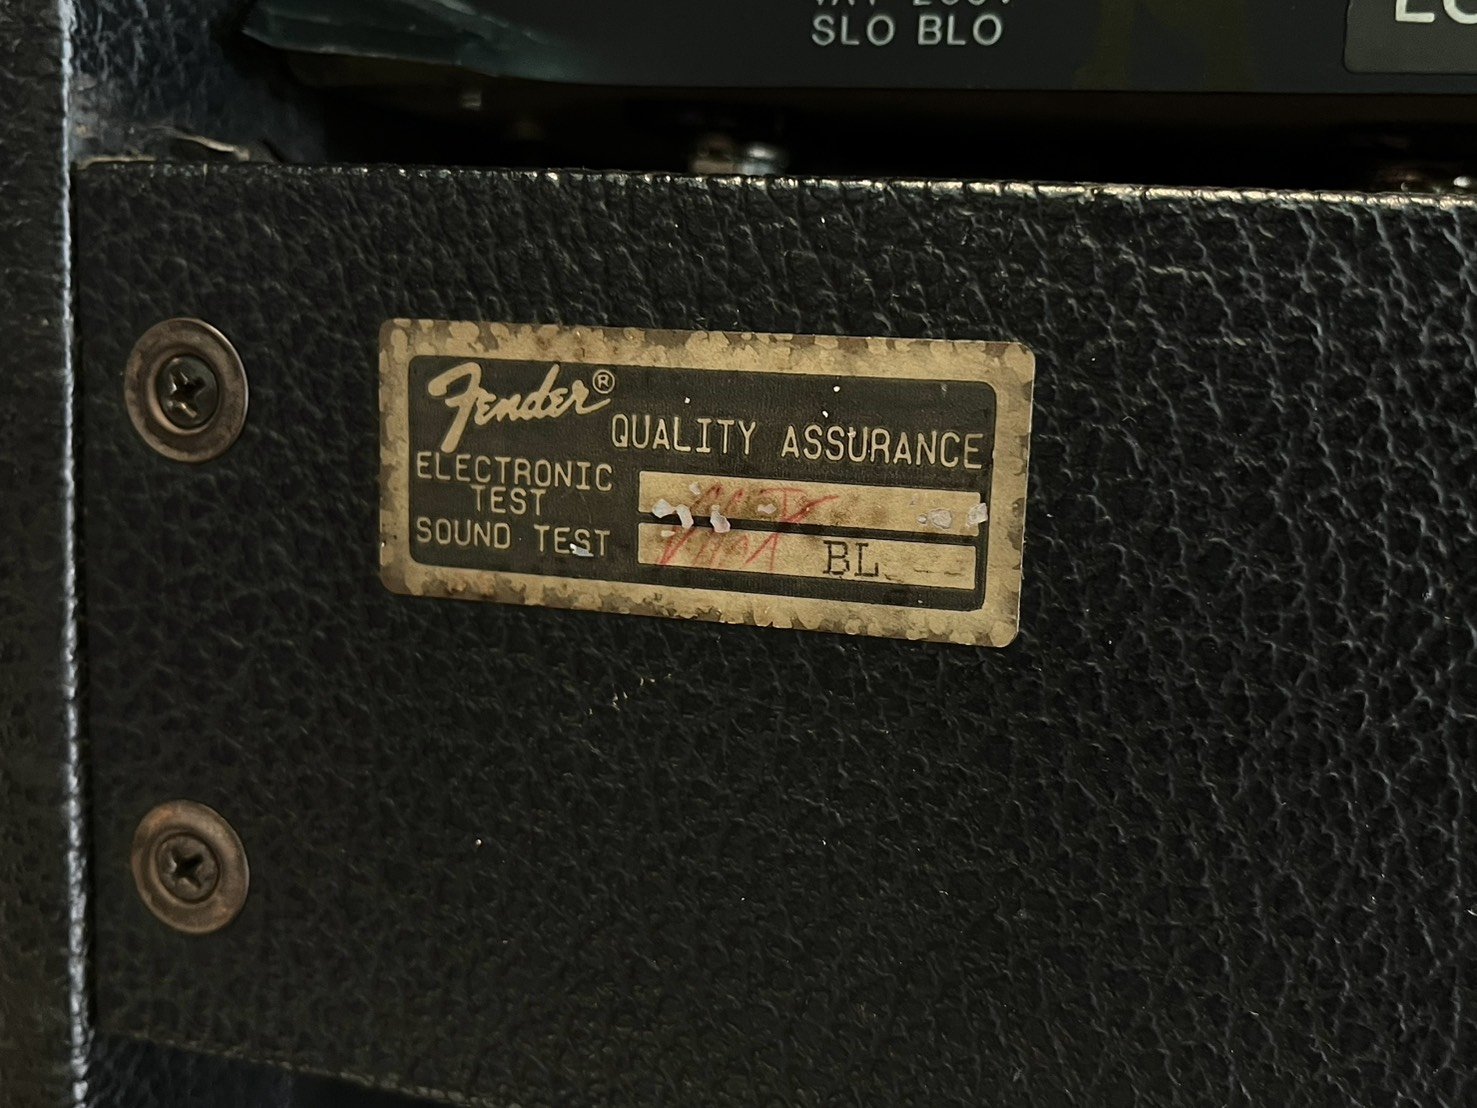 SLO BLO
Fender®
QUALITY ASSURANCE
ELECTRONIC
TEST
SOUND TEST
BL